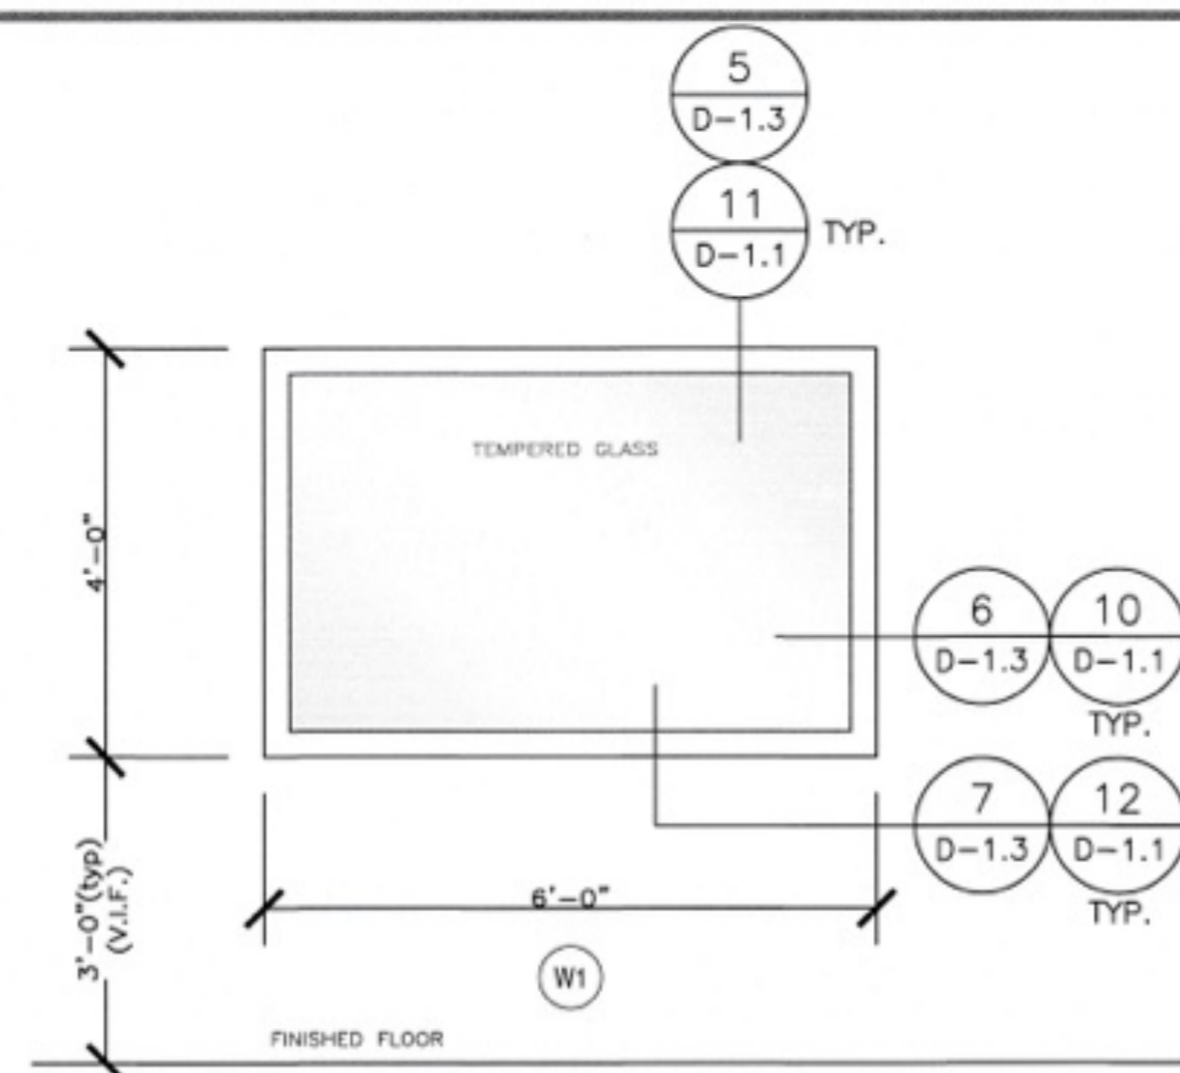 5
D-1.3
11
D-1.1
TYP.
TEMPERED GLASS
4'-0"
6
D-1.3
10
D-1.1
TYP.
7
D-1.3
12
D-1.1
TYP.
3'-0"(typ)
(V.I.F.)
6'-0"
W1
FINISHED FLOOR